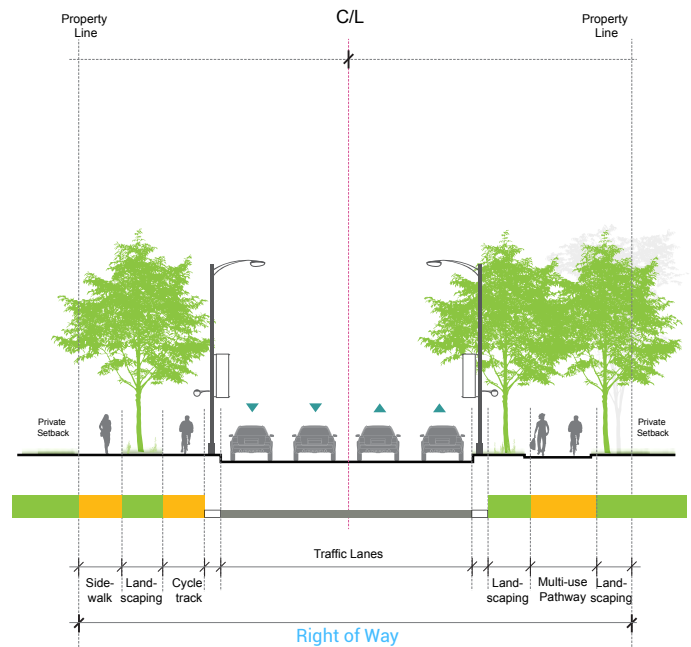 Property
Line
C/L
Property
Line
Private
Setback
Private
Setback
Traffic Lanes
Side-
walk
Land-
scaping
Cycle
track
Land-
scaping
Multi-use
Pathway
Land-
scaping
Right of Way